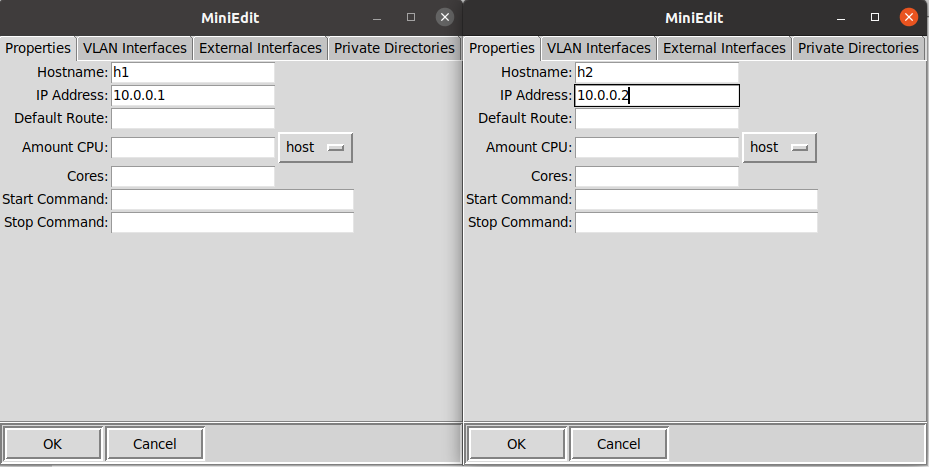 MiniEdit
Properties VLAN Interfaces External Interfaces Private Directories
Hostname: h1
IP Address: 10.0.0.1
Default Route:
Amount CPU: host
Cores:
Start Command:
Stop Command:
OK Cancel
MiniEdit
Properties VLAN Interfaces External Interfaces Private Directories
Hostname: h2
IP Address: 10.0.0.2
Default Route:
Amount CPU: host
Cores:
Start Command:
Stop Command:
OK Cancel